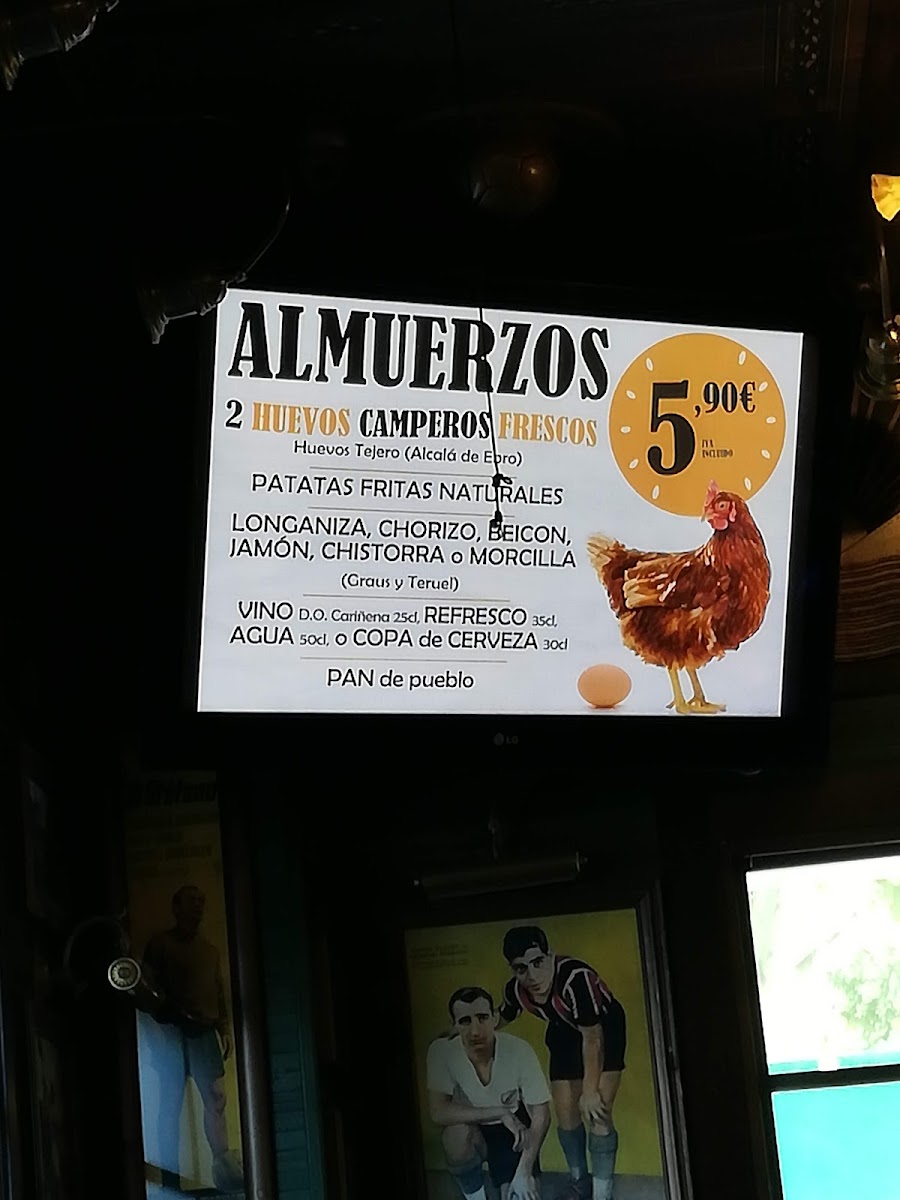 ALMUERZOS
5,90€
IVA
INCLUIDO
2 HUEVOS CAMPEROS FRESCOS
Huevos Tejero (Alcalá de Ebro)
PATATAS FRITAS NATURALES
LONGANIZA, CHORIZO, BEICON,
JAMÓN, CHISTORRA o MORCILLA
(Graus y Teruel)
VINO D.O. Cariñena 25cl, REFRESCO 35cl,
AGUA 50cl, o COPA de CERVEZA 30cl
PAN de pueblo
LG